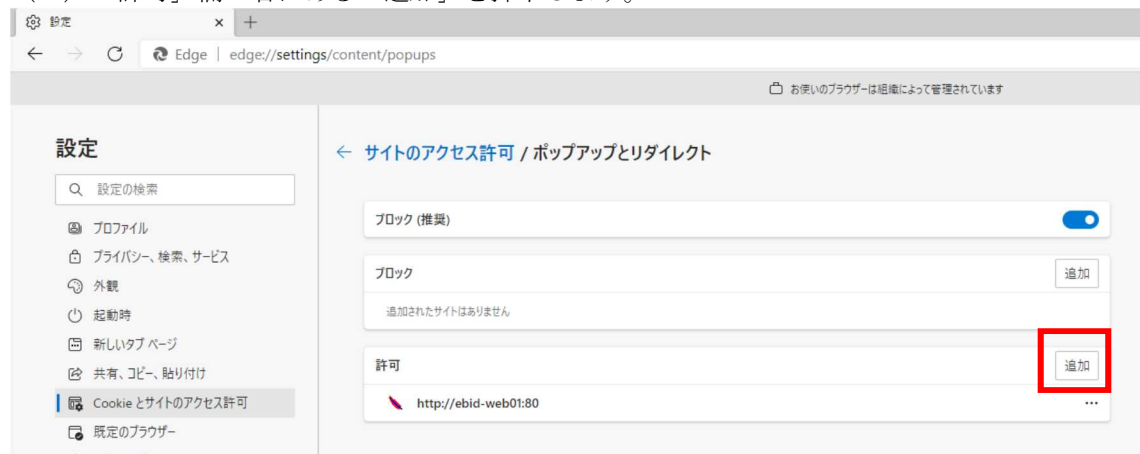 設定
Edge | edge://settings/content/popups
お使いのブラウザーは組織によって管理されています
設定
設定の検索
プロファイル
プライバシー、検索、サービス
外観
起動時
新しいタブ ページ
共有、コピー、貼り付け
Cookie とサイトのアクセス許可
既定のブラウザー
サイトのアクセス許可 / ポップアップとリダイレクト
ブロック (推奨)
ブロック 追加
追加されたサイトはありません
許可 追加
http://ebid-web01:80